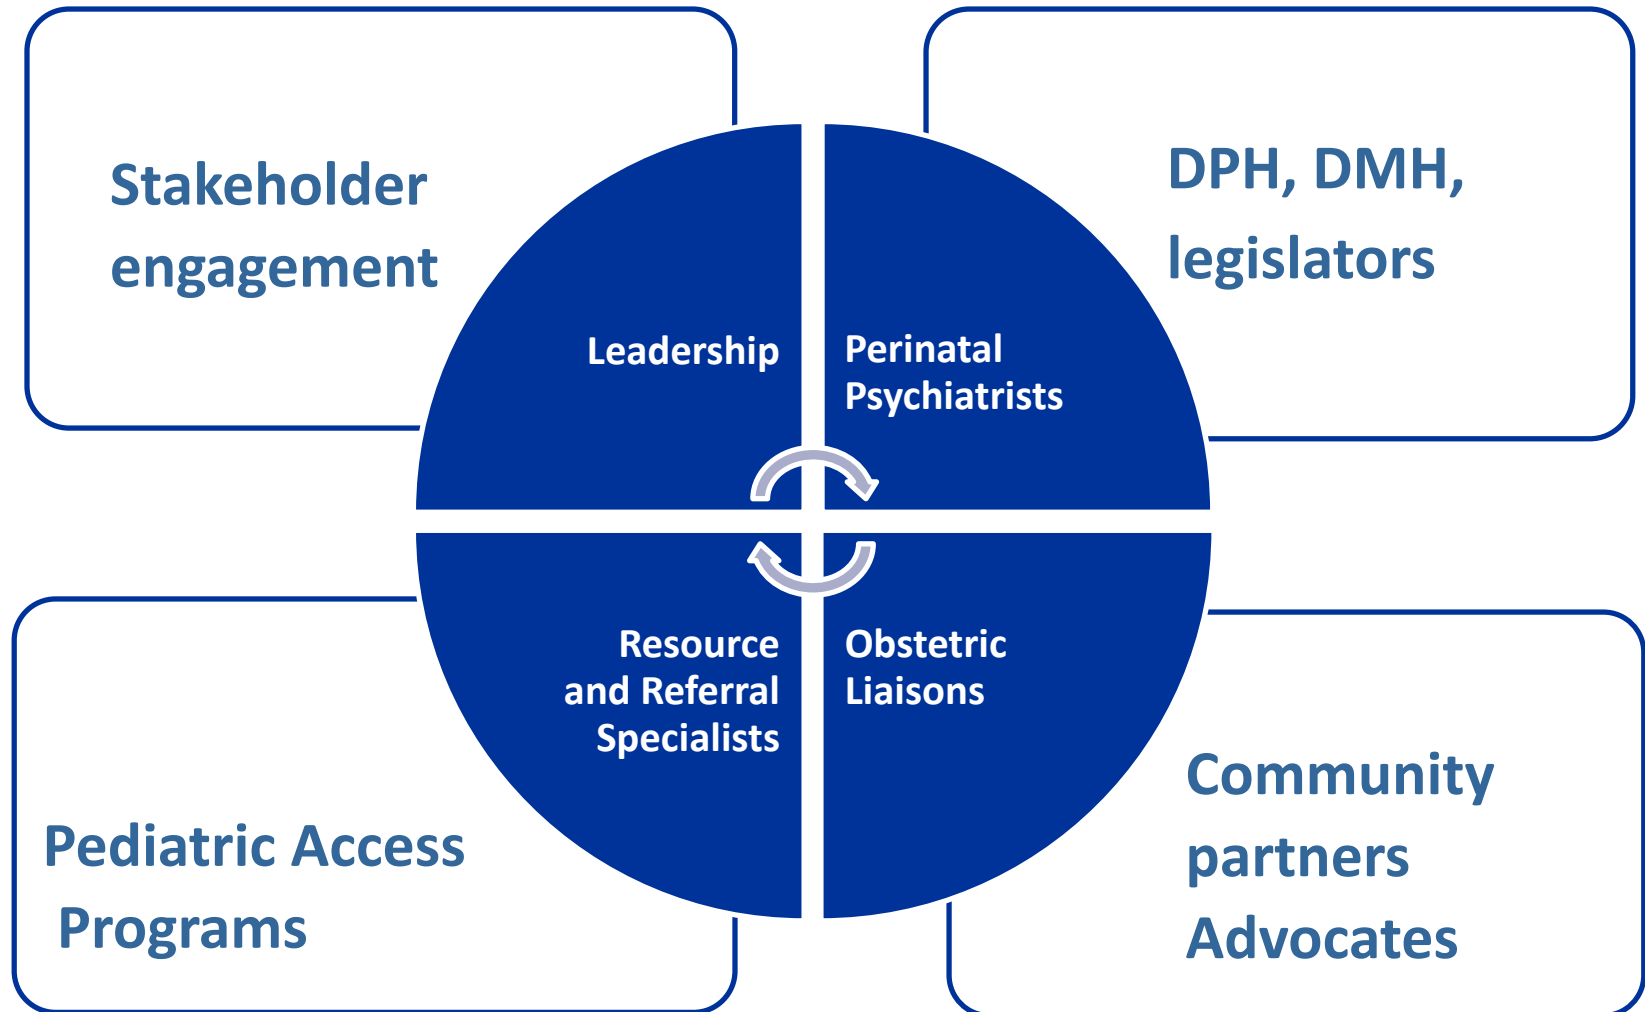 Stakeholder
engagement
DPH, DMH,
legislators
Leadership
Perinatal
Psychiatrists
Resource
and Referral
Specialists
Obstetric
Liaisons
Pediatric Access
Programs
Community
partners
Advocates